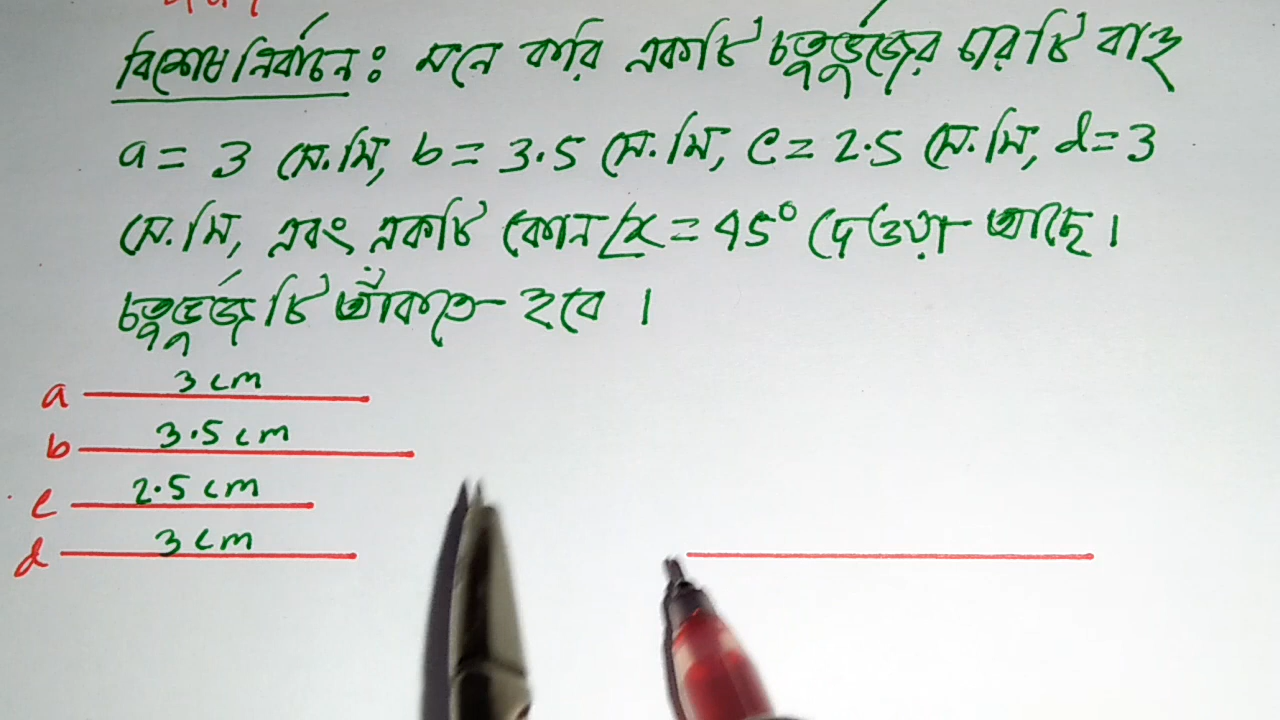 বিশেষ নির্বাচন: মনে করি একটি চতুর্ভুজের চারটি বাহু
a = 3 সে.মি, b = 3.5 সে.মি, c = 2.5 সে.মি, d = 3
সে.মি, এবং একটি কোন ∠x = 45° দেওয়া আছে।
চতুর্ভুজটি আঁকতে হবে।
a 3 cm
b 3.5 cm
c 2.5 cm
d 3 cm